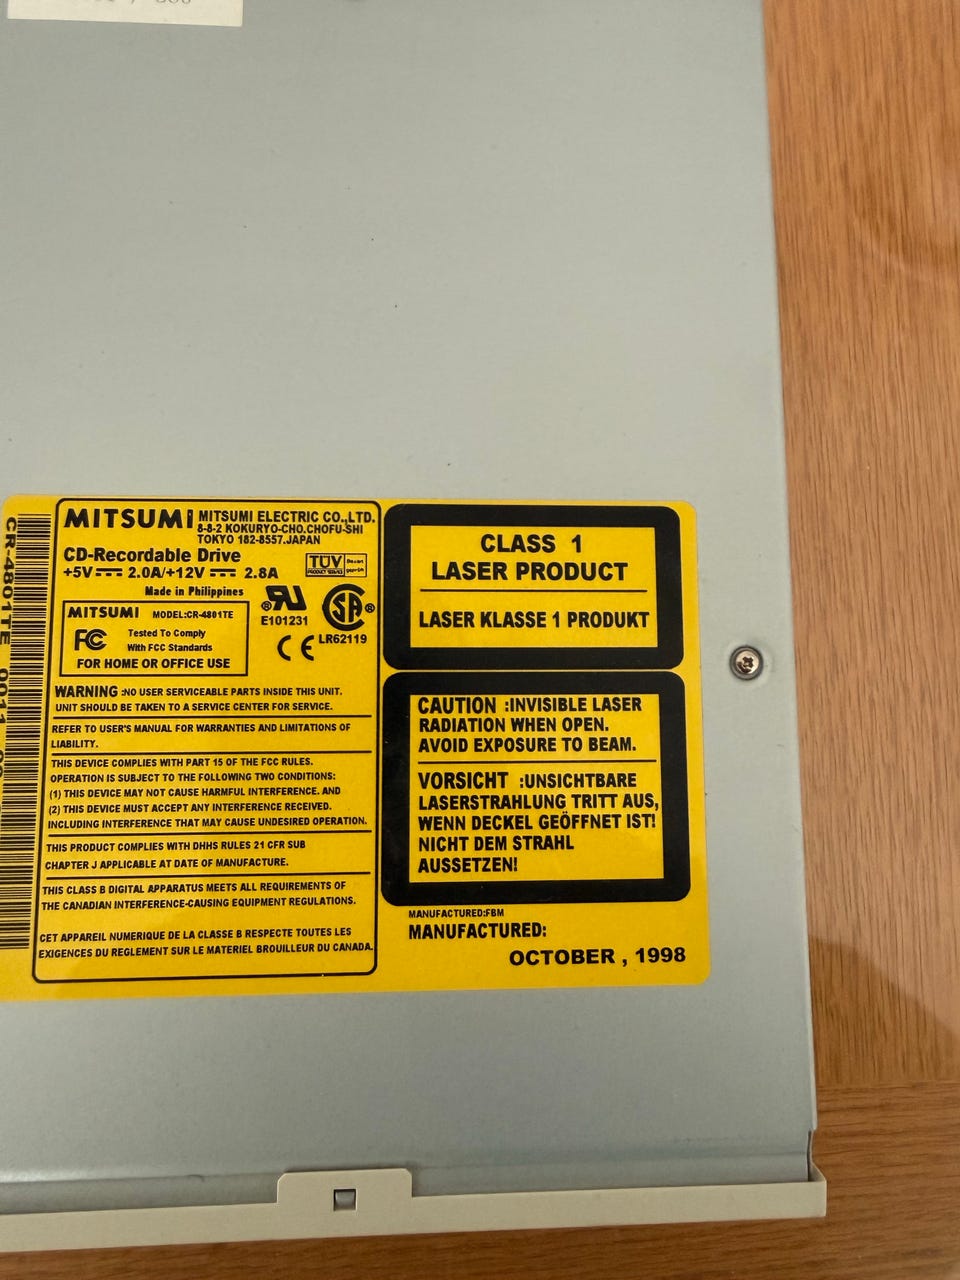 MITSUMI MITSUMI ELECTRIC CO.,LTD.
8-8-2 KOKURYO-CHO.CHOFU-SHI
TOKYO 182-8557.JAPAN
CD-Recordable Drive
+5V 2.0A/+12V 2.8A
TÜV
PRODUCT SERVICE
Made in Philippines
E101231
LR62119
MITSUMI MODEL:CR-4801TE
FC Tested To Comply
With FCC Standards
FOR HOME OR OFFICE USE
CE
WARNING :NO USER SERVICEABLE PARTS INSIDE THIS UNIT.
UNIT SHOULD BE TAKEN TO A SERVICE CENTER FOR SERVICE.
REFER TO USER'S MANUAL FOR WARRANTIES AND LIMITATIONS OF
LIABILITY.
THIS DEVICE COMPLIES WITH PART 15 OF THE FCC RULES.
OPERATION IS SUBJECT TO THE FOLLOWING TWO CONDITIONS:
(1) THIS DEVICE MAY NOT CAUSE HARMFUL INTERFERENCE. AND
(2) THIS DEVICE MUST ACCEPT ANY INTERFERENCE RECEIVED.
INCLUDING INTERFERENCE THAT MAY CAUSE UNDESIRED OPERATION.
THIS PRODUCT COMPLIES WITH DHHS RULES 21 CFR SUB
CHAPTER J APPLICABLE AT DATE OF MANUFACTURE.
THIS CLASS B DIGITAL APPARATUS MEETS ALL REQUIREMENTS OF
THE CANADIAN INTERFERENCE-CAUSING EQUIPMENT REGULATIONS.
CET APPAREIL NUMERIQUE DE LA CLASSE B RESPECTE TOUTES LES
EXIGENCES DU REGLEMENT SUR LE MATERIEL BROUILLEUR DU CANADA.
CR-4801TE 0011
CLASS 1
LASER PRODUCT
LASER KLASSE 1 PRODUKT
CAUTION :INVISIBLE LASER
RADIATION WHEN OPEN.
AVOID EXPOSURE TO BEAM.
VORSICHT :UNSICHTBARE
LASERSTRAHLUNG TRITT AUS,
WENN DECKEL GEÖFFNET IST!
NICHT DEM STRAHL
AUSSETZEN!
MANUFACTURED:FBM
MANUFACTURED:
OCTOBER , 1998